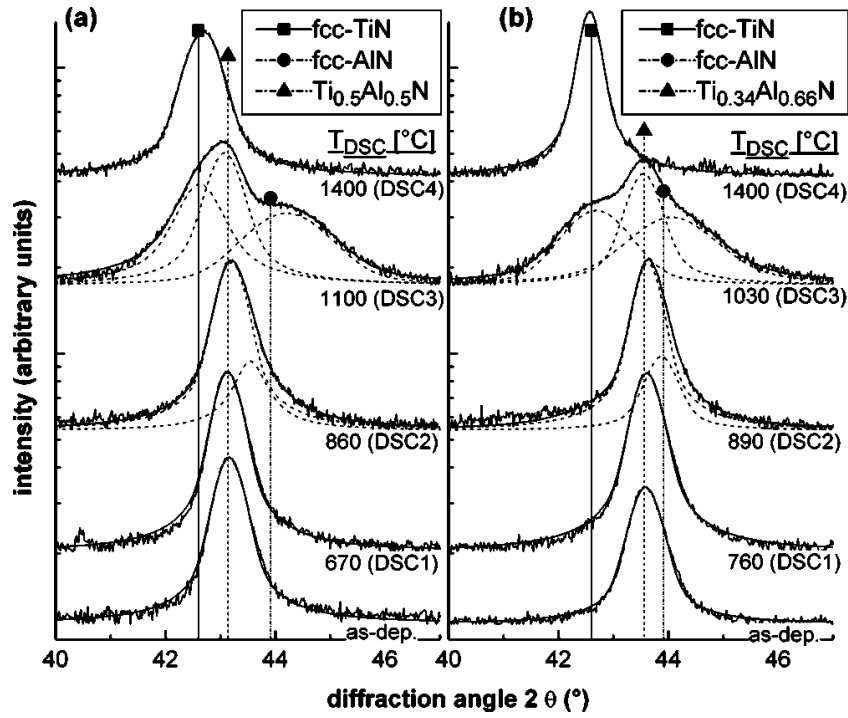 (a)
fcc-TiN
fcc-AlN
Ti0.5Al0.5N
TDSC [°C]
1400 (DSC4)
1100 (DSC3)
860 (DSC2)
670 (DSC1)
as-dep.
40 42 44 46
(b)
fcc-TiN
fcc-AlN
Ti0.34Al0.66N
TDSC [°C]
1400 (DSC4)
1030 (DSC3)
890 (DSC2)
760 (DSC1)
as-dep.
40 42 44 46
intensity (arbitrary units)
diffraction angle 2 θ (°)